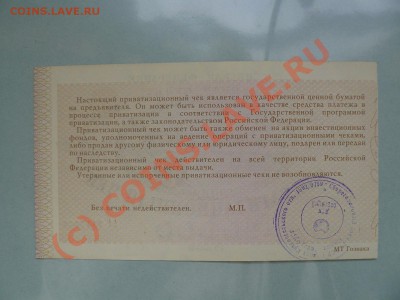 COINS.LAVE.RU
Настоящий приватизационный чек является государственной ценной бумагой
на предъявителя. Он может быть использован в качестве средства платежа в
процессе приватизации в соответствии с Государственной программой
приватизации, а также законодательством Российской Федерации.
Приватизационный чек может быть также обменен на акции инвестиционных
фондов, уполномоченных на ведение операций с приватизационными чеками,
либо продан другому физическому или юридическому лицу, подарен или передан
по наследству.
Приватизационный чек действителен на всей территории Российской
Федерации независимо от места выдачи.
Утерянные или испорченные приватизационные чеки не возобновляются.
Без печати недействителен. М.П.
МТ Гознака
(c) COINS.LAVE.RU
COINS.LAVE.RU